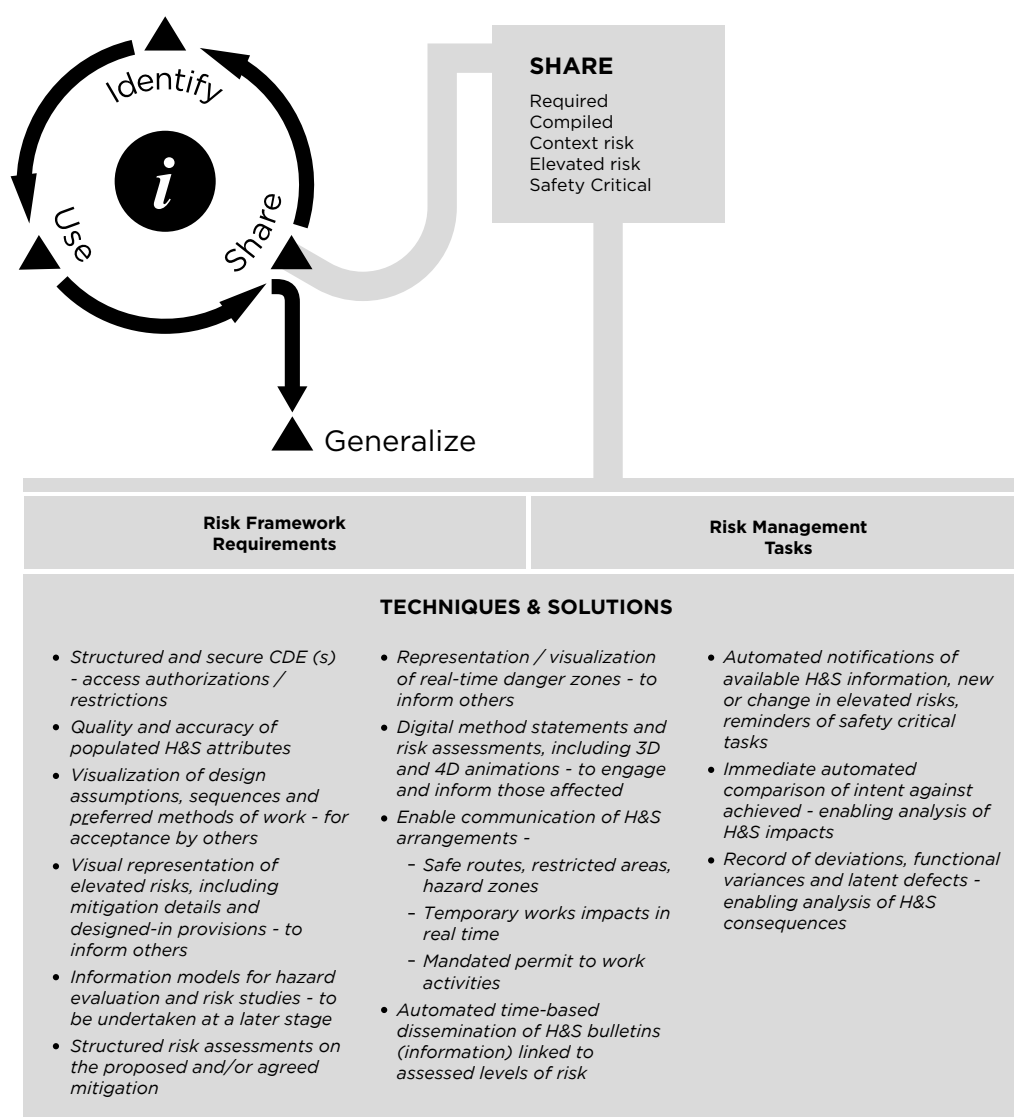 Identify
i
Use
Share
Generalize
SHARE
Required
Compiled
Context risk
Elevated risk
Safety Critical
Risk Framework
Requirements
Risk Management
Tasks
TECHNIQUES & SOLUTIONS
• Structured and secure CDE (s)
- access authorizations /
restrictions
• Quality and accuracy of
populated H&S attributes
• Visualization of design
assumptions, sequences and
preferred methods of work - for
acceptance by others
• Visual representation of
elevated risks, including
mitigation details and
designed-in provisions - to
inform others
• Information models for hazard
evaluation and risk studies - to
be undertaken at a later stage
• Structured risk assessments on
the proposed and/or agreed
mitigation
• Representation / visualization
of real-time danger zones - to
inform others
• Digital method statements and
risk assessments, including 3D
and 4D animations - to engage
and inform those affected
• Enable communication of H&S
arrangements -
– Safe routes, restricted areas,
hazard zones
– Temporary works impacts in
real time
– Mandated permit to work
activities
• Automated time-based
dissemination of H&S bulletins
(information) linked to
assessed levels of risk
• Automated notifications of
available H&S information, new
or change in elevated risks,
reminders of safety critical
tasks
• Immediate automated
comparison of intent against
achieved - enabling analysis of
H&S impacts
• Record of deviations, functional
variances and latent defects -
enabling analysis of H&S
consequences